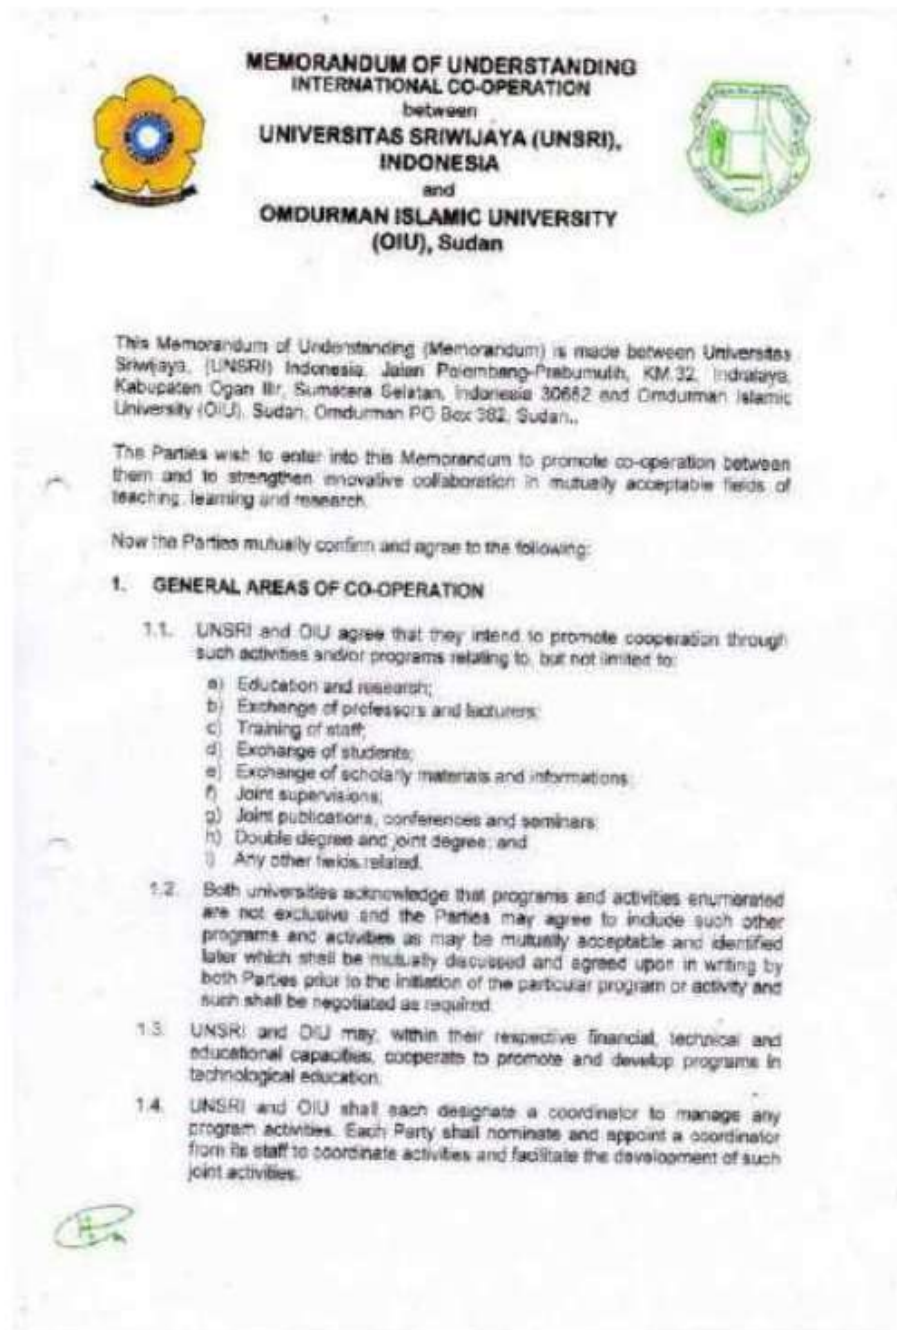 MEMORANDUM OF UNDERSTANDING
INTERNATIONAL CO-OPERATION
between
UNIVERSITAS SRIWIJAYA (UNSRI),
INDONESIA
and
OMDURMAN ISLAMIC UNIVERSITY
(OIU), Sudan
This Memorandum of Understanding (Memorandum) is made between Universitas
Sriwijaya, (UNSRI) Indonesia, Jalan Palembang-Prabumulih, KM.32, Indralaya,
Kabupaten Ogan Ilir, Sumatera Selatan, Indonesia 30662 and Omdurman Islamic
University (OIU), Sudan, Omdurman PO Box 382, Sudan..
The Parties wish to enter into this Memorandum to promote co-operation between
them and to strengthen innovative collaboration in mutually acceptable fields of
teaching, learning and research.
Now the Parties mutually confirm and agree to the following:
1. GENERAL AREAS OF CO-OPERATION
1.1. UNSRI and OIU agree that they intend to promote cooperation through
such activities and/or programs relating to, but not limited to:
a) Education and research;
b) Exchange of professors and lecturers;
c) Training of staff;
d) Exchange of students;
e) Exchange of scholarly materials and informations;
f) Joint supervisions;
g) Joint publications, conferences and seminars;
h) Double degree and joint degree; and
i) Any other fields related.
1.2. Both universities acknowledge that programs and activities enumerated
are not exclusive and the Parties may agree to include such other
programs and activities as may be mutually acceptable and identified
later which shall be mutually discussed and agreed upon in writing by
both Parties prior to the initiation of the particular program or activity and
such shall be negotiated as required.
1.3. UNSRI and OIU may, within their respective financial, technical and
educational capacities, cooperate to promote and develop programs in
technological education.
1.4. UNSRI and OIU shall each designate a coordinator to manage any
program activities. Each Party shall nominate and appoint a coordinator
from its staff to coordinate activities and facilitate the development of such
joint activities.